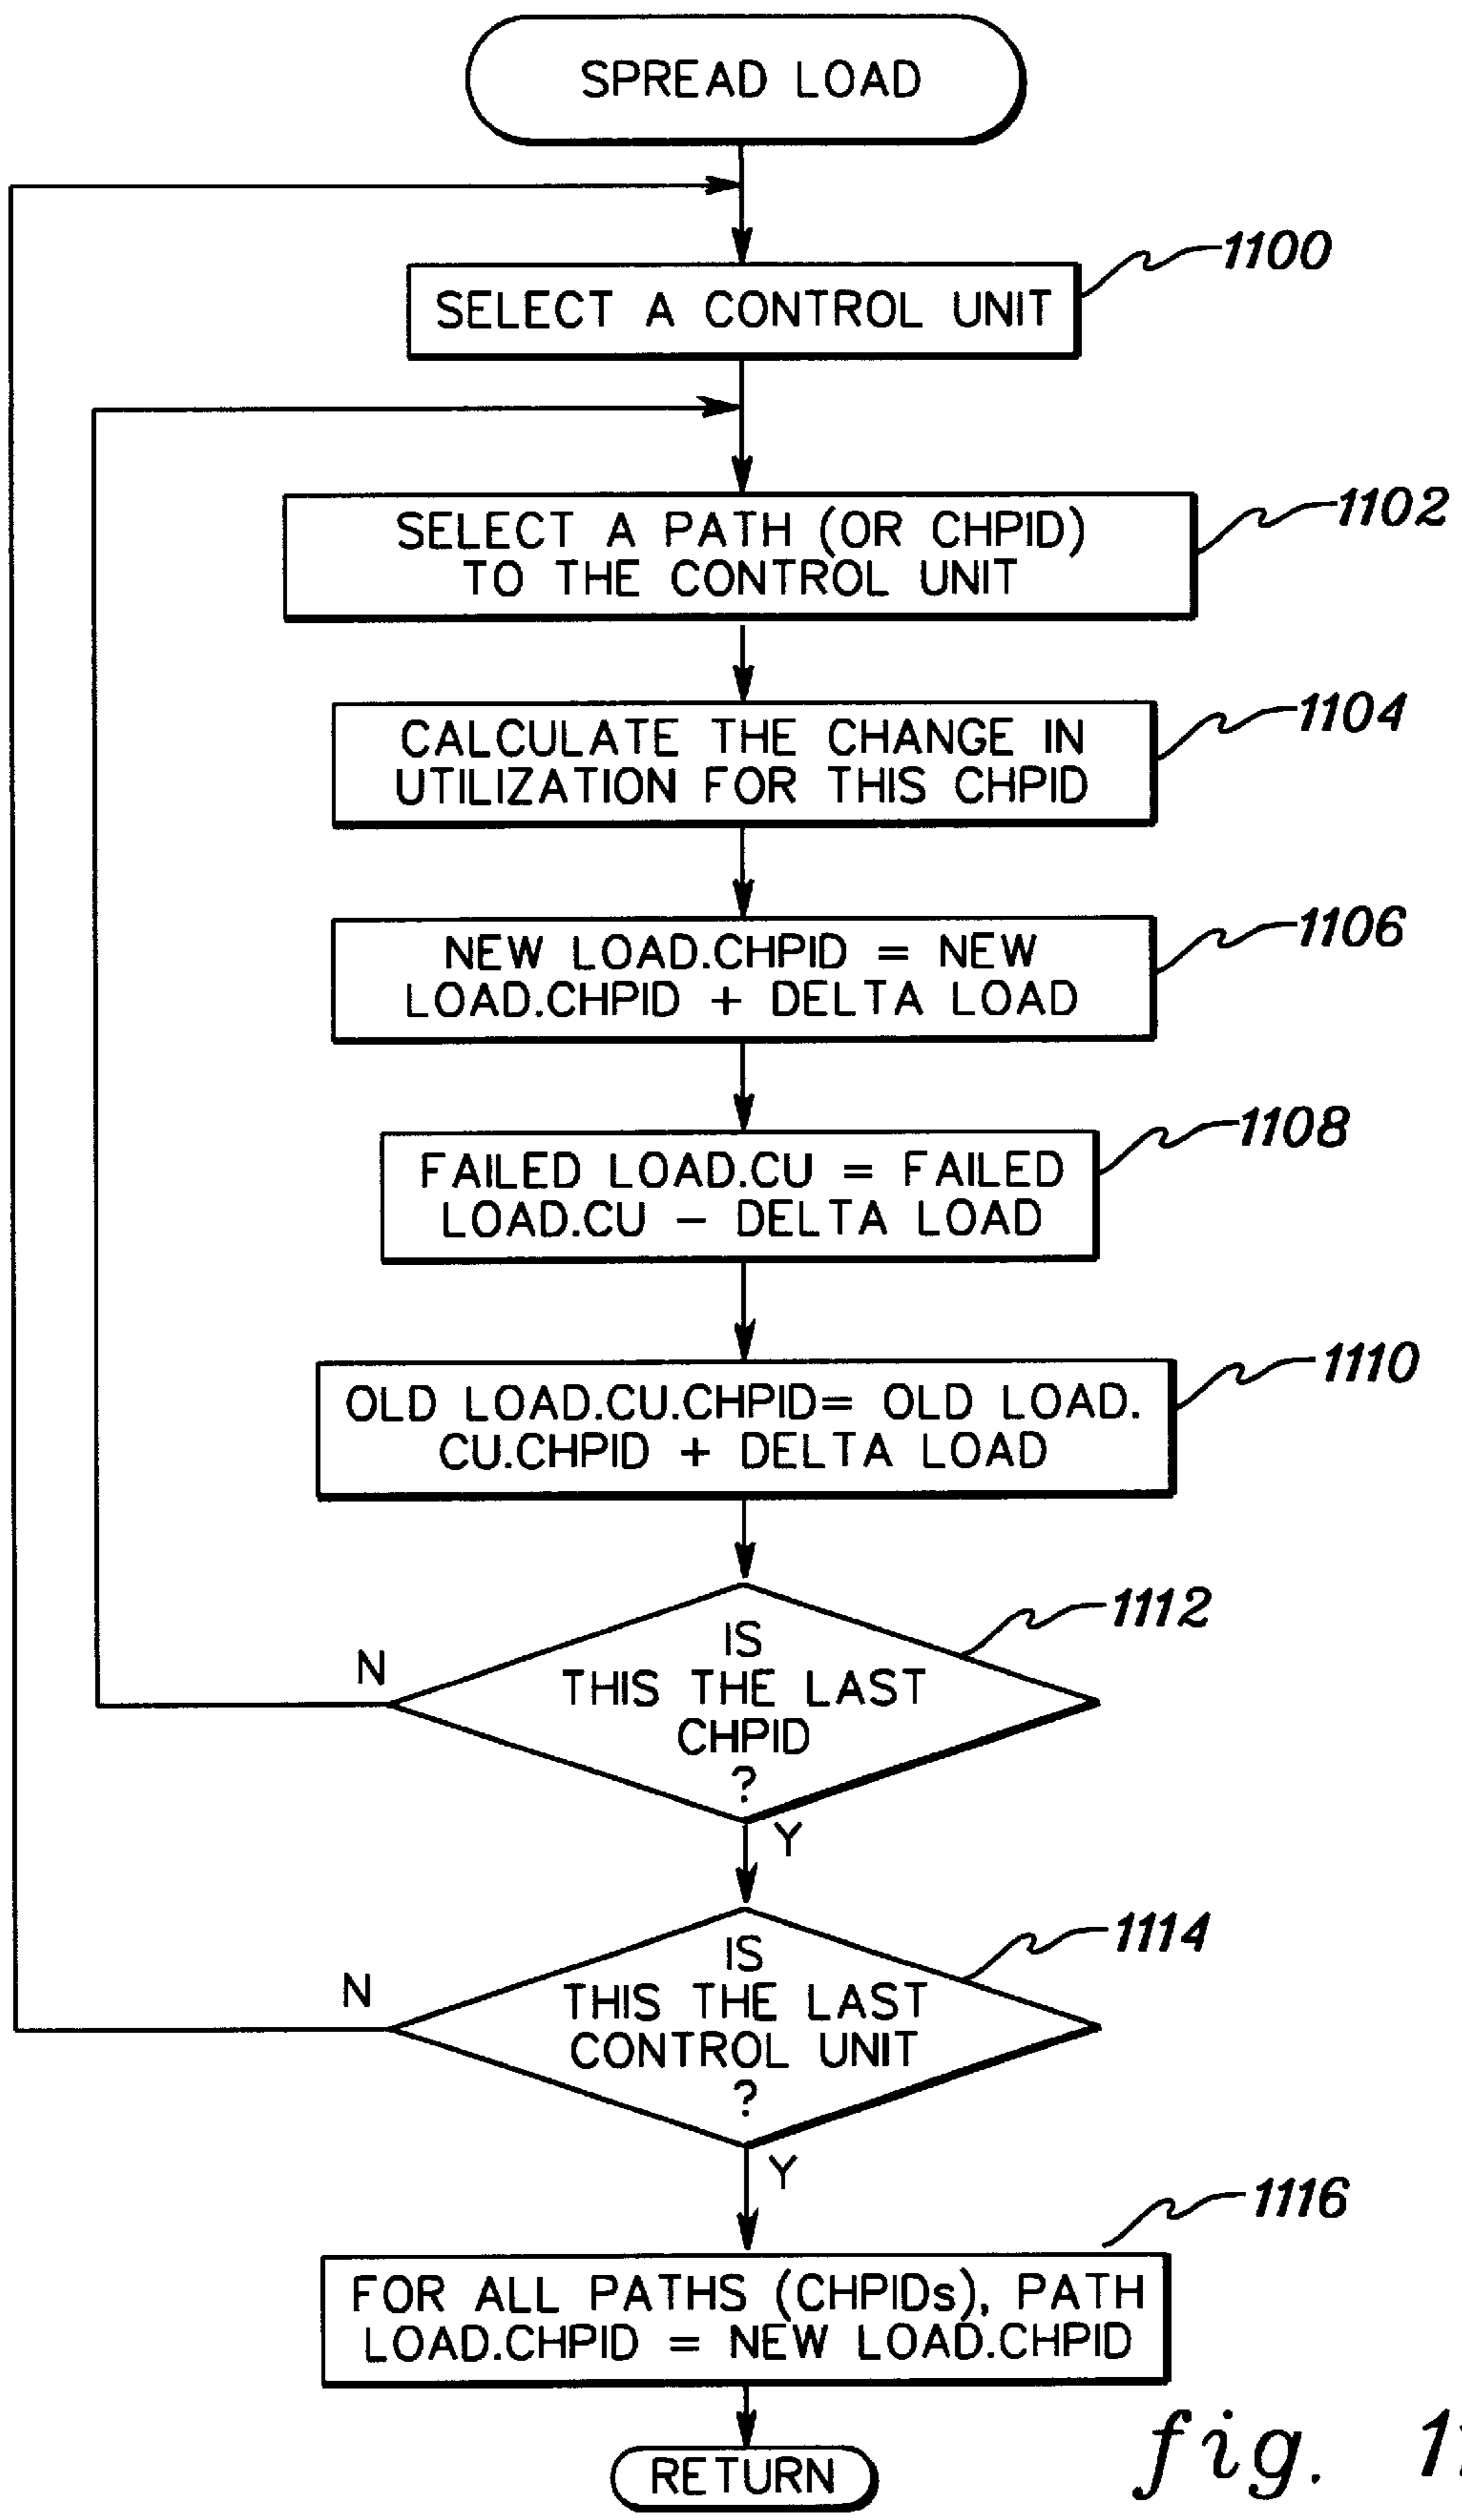 SPREAD LOAD
1100
SELECT A CONTROL UNIT
1102
SELECT A PATH (OR CHPID)
TO THE CONTROL UNIT
1104
CALCULATE THE CHANGE IN
UTILIZATION FOR THIS CHPID
1106
NEW LOAD.CHPID = NEW
LOAD.CHPID + DELTA LOAD
1108
FAILED LOAD.CU = FAILED
LOAD.CU − DELTA LOAD
1110
OLD LOAD.CU.CHPID= OLD LOAD.
CU.CHPID + DELTA LOAD
1112
IS
THIS THE LAST
CHPID
?
N
Y
1114
IS
THIS THE LAST
CONTROL UNIT
?
N
Y
1116
FOR ALL PATHS (CHPIDs), PATH
LOAD.CHPID = NEW LOAD.CHPID
RETURN
fig.